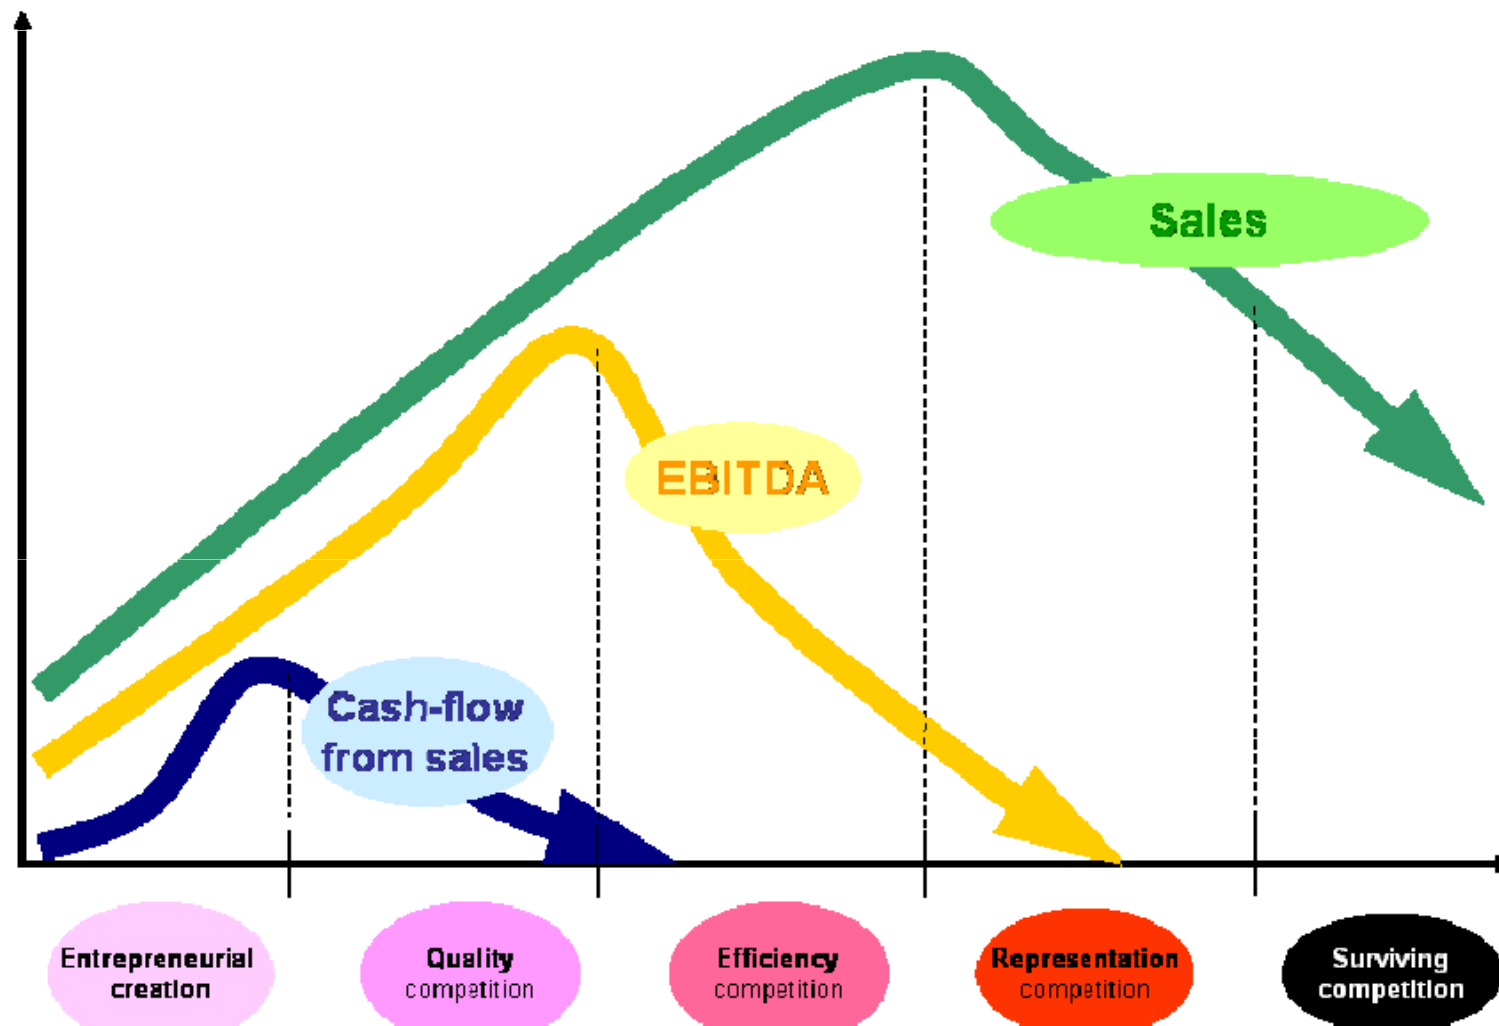 Sales
EBITDA
Cash-flow
from sales
Entrepreneurial
creation
Quality
competition
Efficiency
competition
Representation
competition
Surviving
competition